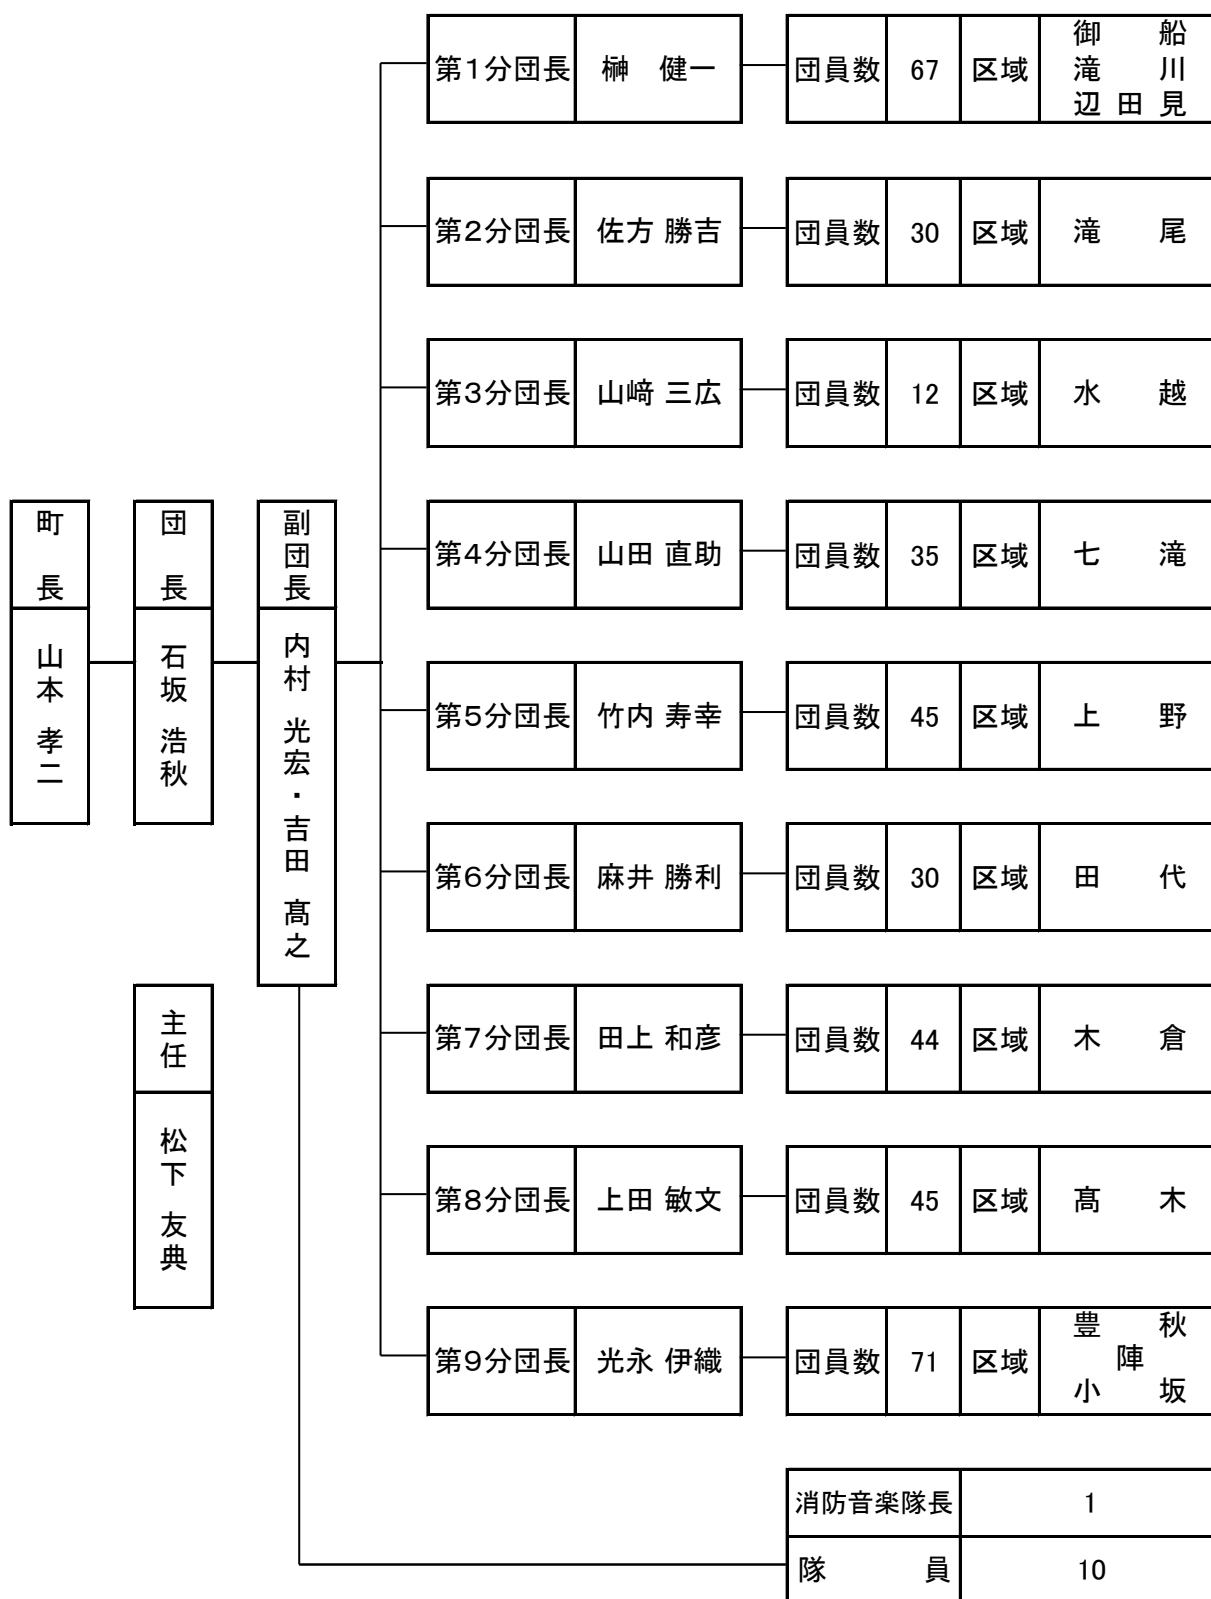 町長
山本 孝二
団長
石坂 浩秋
副団長
内村 光宏・吉田 髙之
主任
松下 友典
第1分団長 榊 健一 団員数 67 区域 御船
滝川
辺田見
第2分団長 佐方 勝吉 団員数 30 区域 滝尾
第3分団長 山﨑 三広 団員数 12 区域 水越
第4分団長 山田 直助 団員数 35 区域 七滝
第5分団長 竹内 寿幸 団員数 45 区域 上野
第6分団長 麻井 勝利 団員数 30 区域 田代
第7分団長 田上 和彦 団員数 44 区域 木倉
第8分団長 上田 敏文 団員数 45 区域 髙木
第9分団長 光永 伊織 団員数 71 区域 豊秋
陣
小坂
消防音楽隊長 1
隊員 10